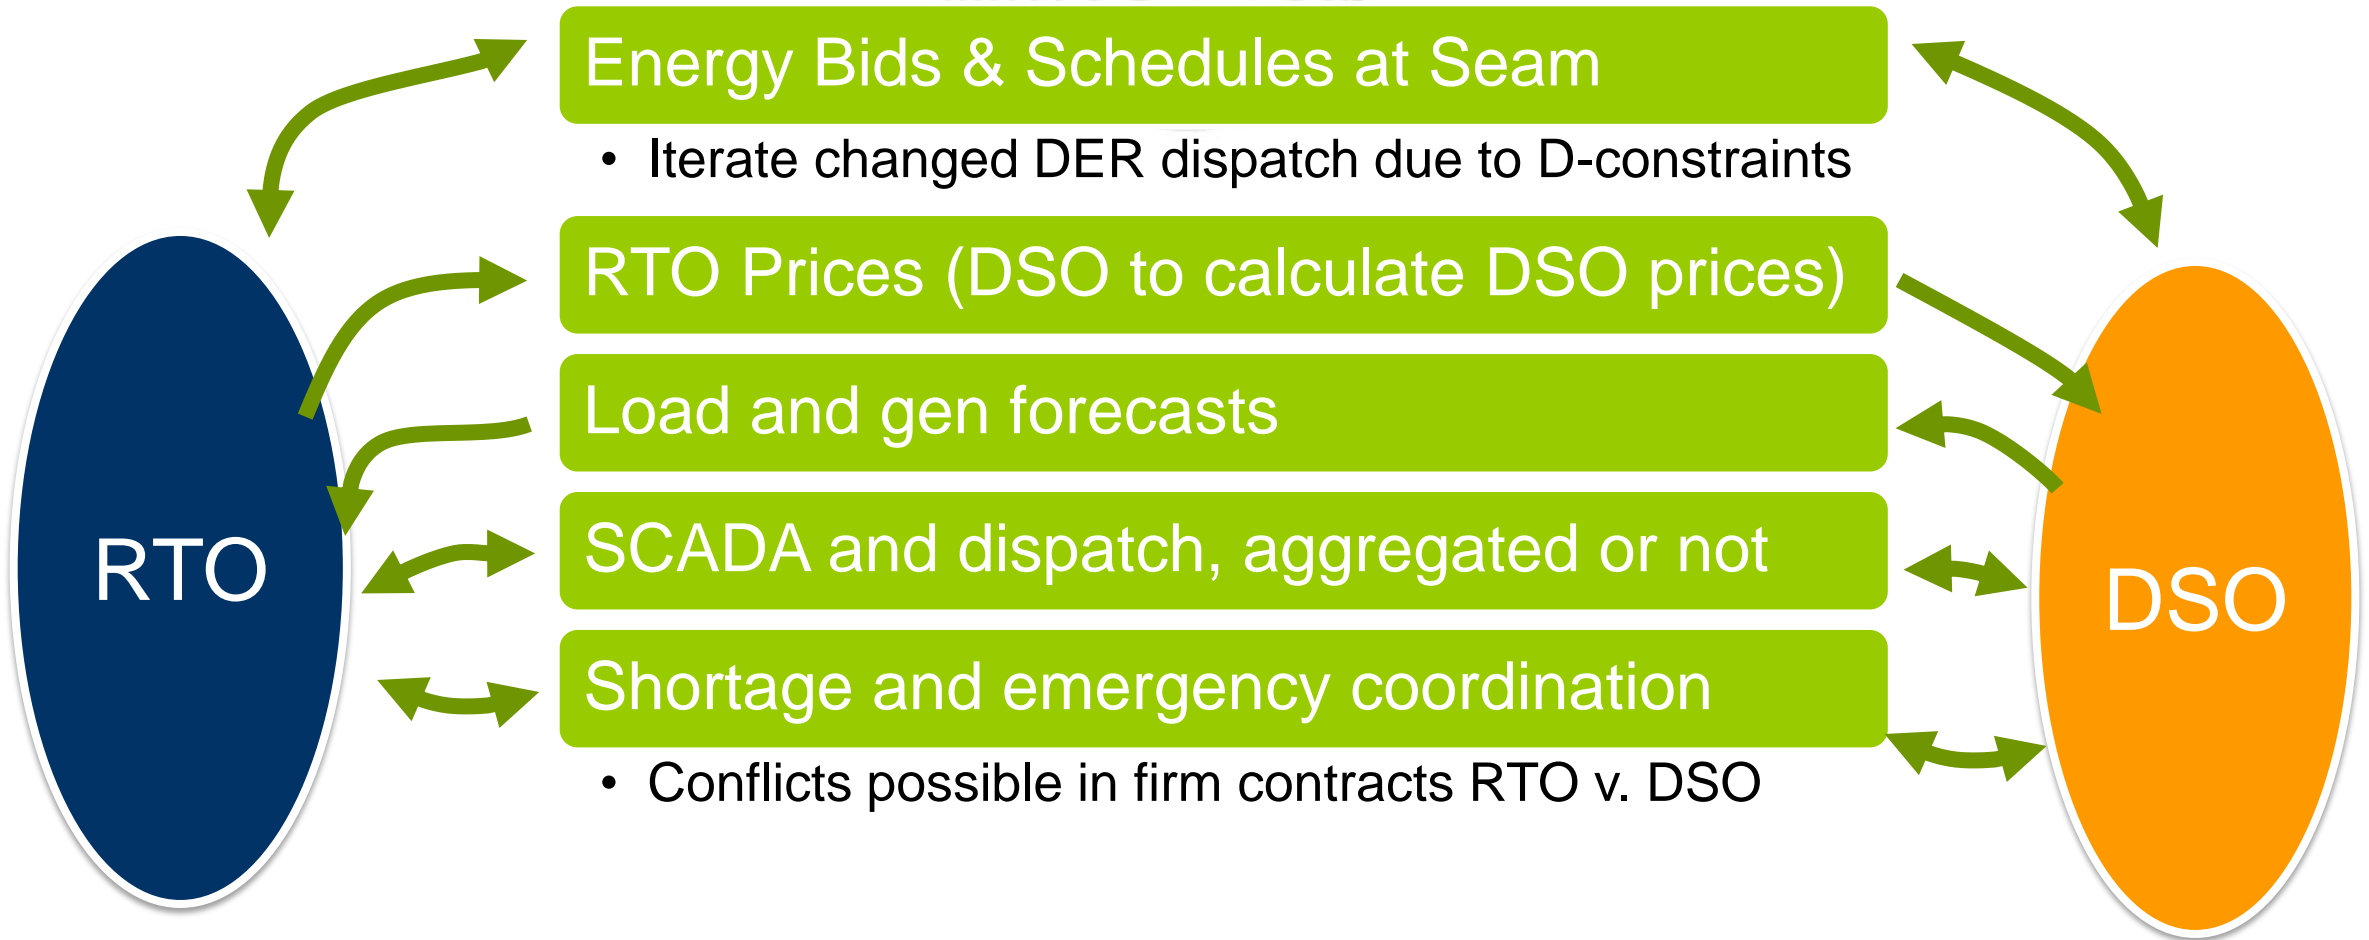 Energy Bids & Schedules at Seam
• Iterate changed DER dispatch due to D-constraints
RTO Prices (DSO to calculate DSO prices)
Load and gen forecasts
SCADA and dispatch, aggregated or not
Shortage and emergency coordination
• Conflicts possible in firm contracts RTO v. DSO
RTO
DSO